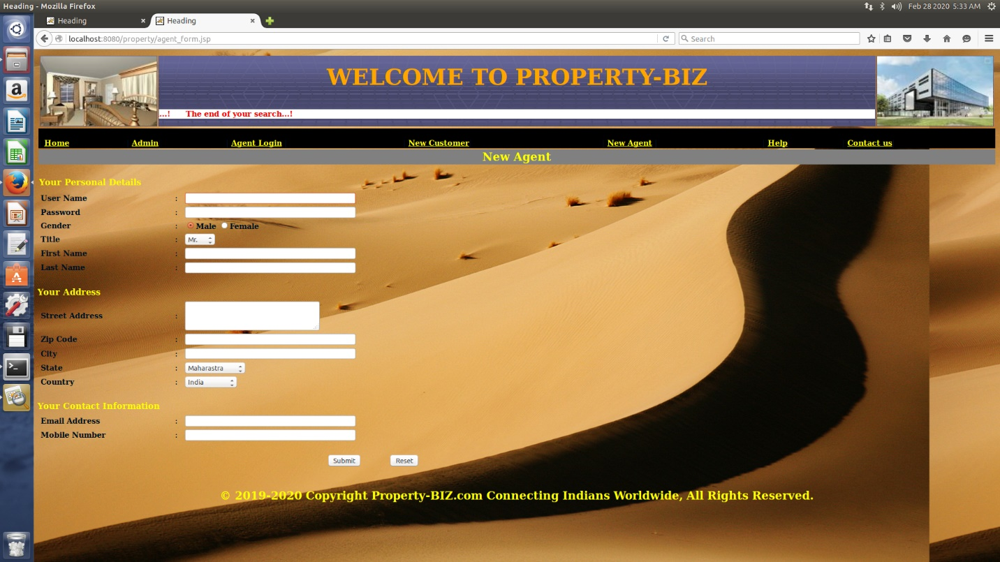 Heading - Mozilla Firefox
Feb 28 2020 5:33 AM
Heading
Heading
localhost:8080/property/agent_form.jsp
Search
WELCOME TO PROPERTY-BIZ
...! The end of your search...!
Home Admin Agent Login New Customer New Agent Help Contact us
New Agent
Your Personal Details
User Name :
Password :
Gender : Male Female
Title : Mr.
First Name :
Last Name :
Your Address
Street Address :
Zip Code :
City :
State : Maharastra
Country : India
Your Contact Information
Email Address :
Mobile Number :
Submit Reset
© 2019-2020 Copyright Property-BIZ.com Connecting Indians Worldwide, All Rights Reserved.